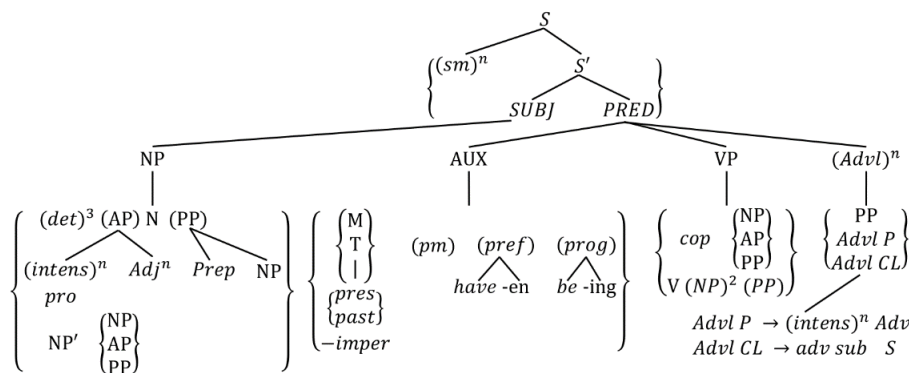 S
(sm)^n S'
SUBJ PRED
NP AUX VP (Advl)^n
(det)^3 (AP) N (PP)
(intens)^n Adj^n Prep NP
pro
NP' NP
AP
PP
M
T
|
pres
past
-imper
(pm) (pref) (prog)
have -en be -ing
cop NP
AP
PP
V (NP)^2 (PP)
PP
Advl P
Advl CL
Advl P → (intens)^n Adv
Advl CL → adv sub S